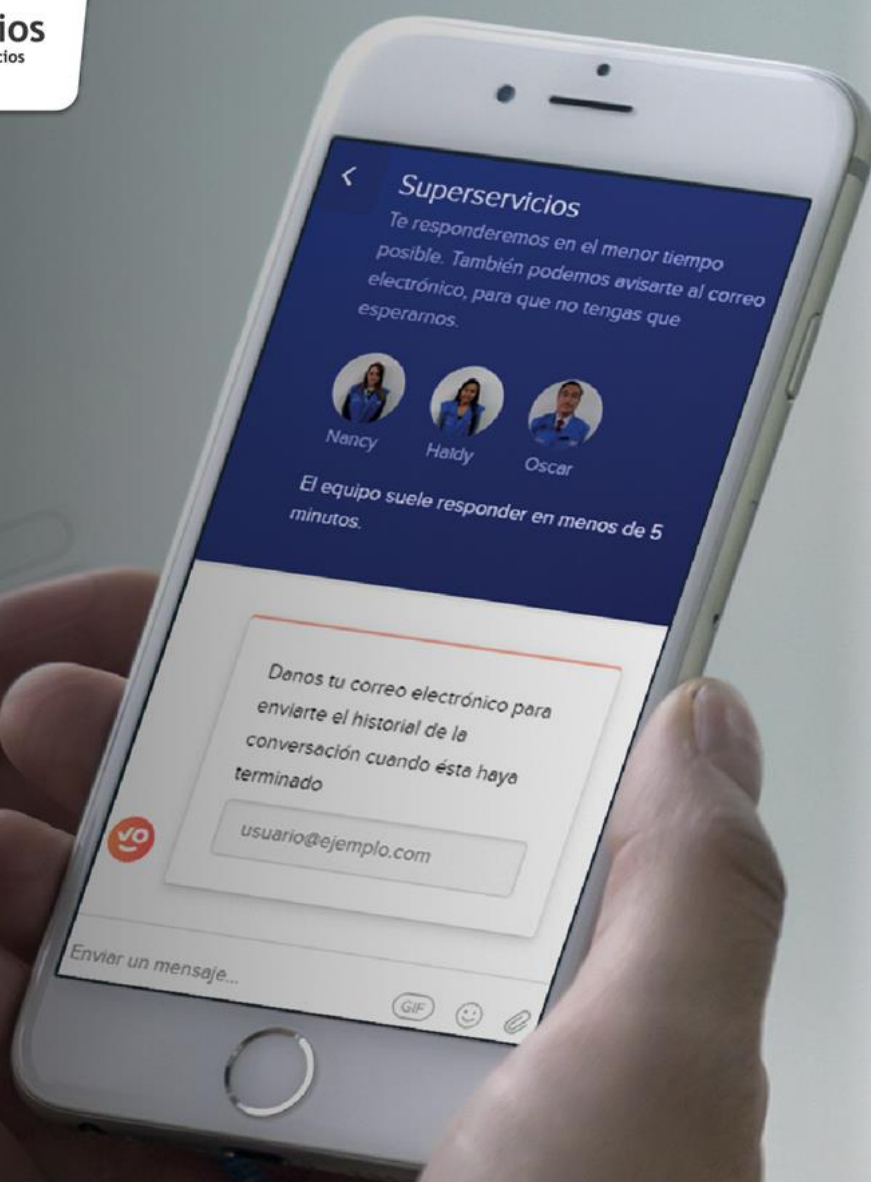 ios
cios
Superservicios
Te responderemos en el menor tiempo
posible. También podemos avisarte al correo
electrónico, para que no tengas que
esperarnos.
Nancy Haidy Oscar
El equipo suele responder en menos de 5
minutos.
Danos tu correo electrónico para
enviarte el historial de la
conversación cuando ésta haya
terminado
usuario@ejemplo.com
Enviar un mensaje...
GIF